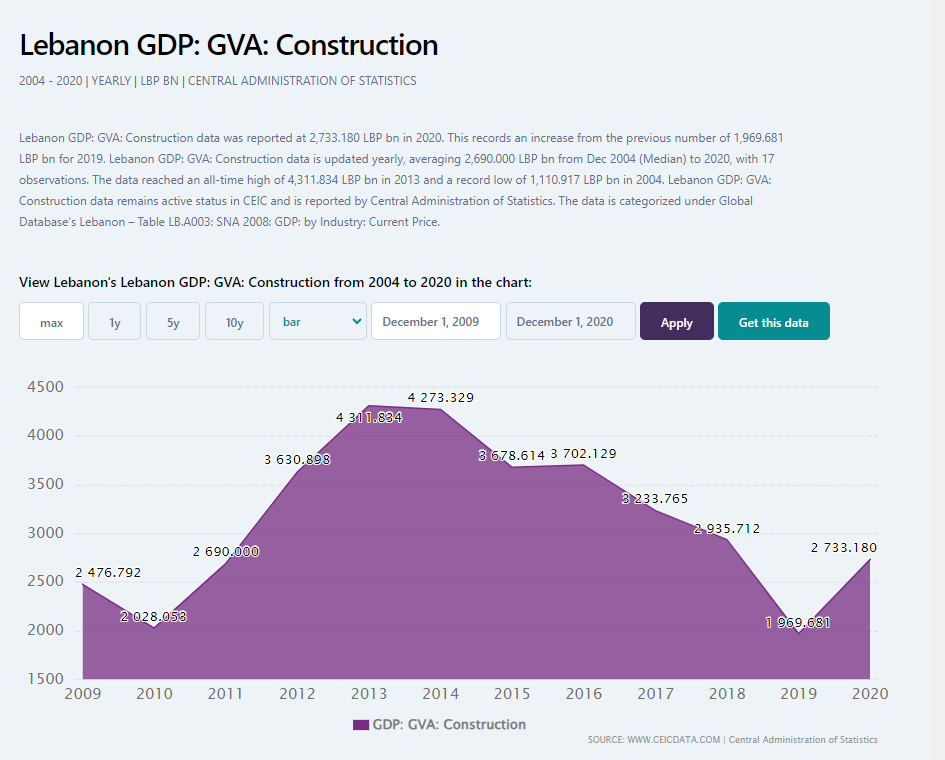 Lebanon GDP: GVA: Construction
2004 - 2020 | YEARLY | LBP BN | CENTRAL ADMINISTRATION OF STATISTICS
Lebanon GDP: GVA: Construction data was reported at 2,733.180 LBP bn in 2020. This records an increase from the previous number of 1,969.681
LBP bn for 2019. Lebanon GDP: GVA: Construction data is updated yearly, averaging 2,690.000 LBP bn from Dec 2004 (Median) to 2020, with 17
observations. The data reached an all-time high of 4,311.834 LBP bn in 2013 and a record low of 1,110.917 LBP bn in 2004. Lebanon GDP: GVA:
Construction data remains active status in CEIC and is reported by Central Administration of Statistics. The data is categorized under Global
Database's Lebanon – Table LB.A003: SNA 2008: GDP: by Industry: Current Price.
View Lebanon's Lebanon GDP: GVA: Construction from 2004 to 2020 in the chart:
max 1y 5y 10y bar December 1, 2009 December 1, 2020 Apply Get this data
4500
4 273.329
4 311.834
4000
3 678.614 3 702.129
3 630.898
3500
3 233.765
3000
2 935.712
2 733.180
2 690.000
2 476.792
2500
2 028.053
1 969.681
2000
1500
2009 2010 2011 2012 2013 2014 2015 2016 2017 2018 2019 2020
GDP: GVA: Construction
SOURCE: WWW.CEICDATA.COM | Central Administration of Statistics